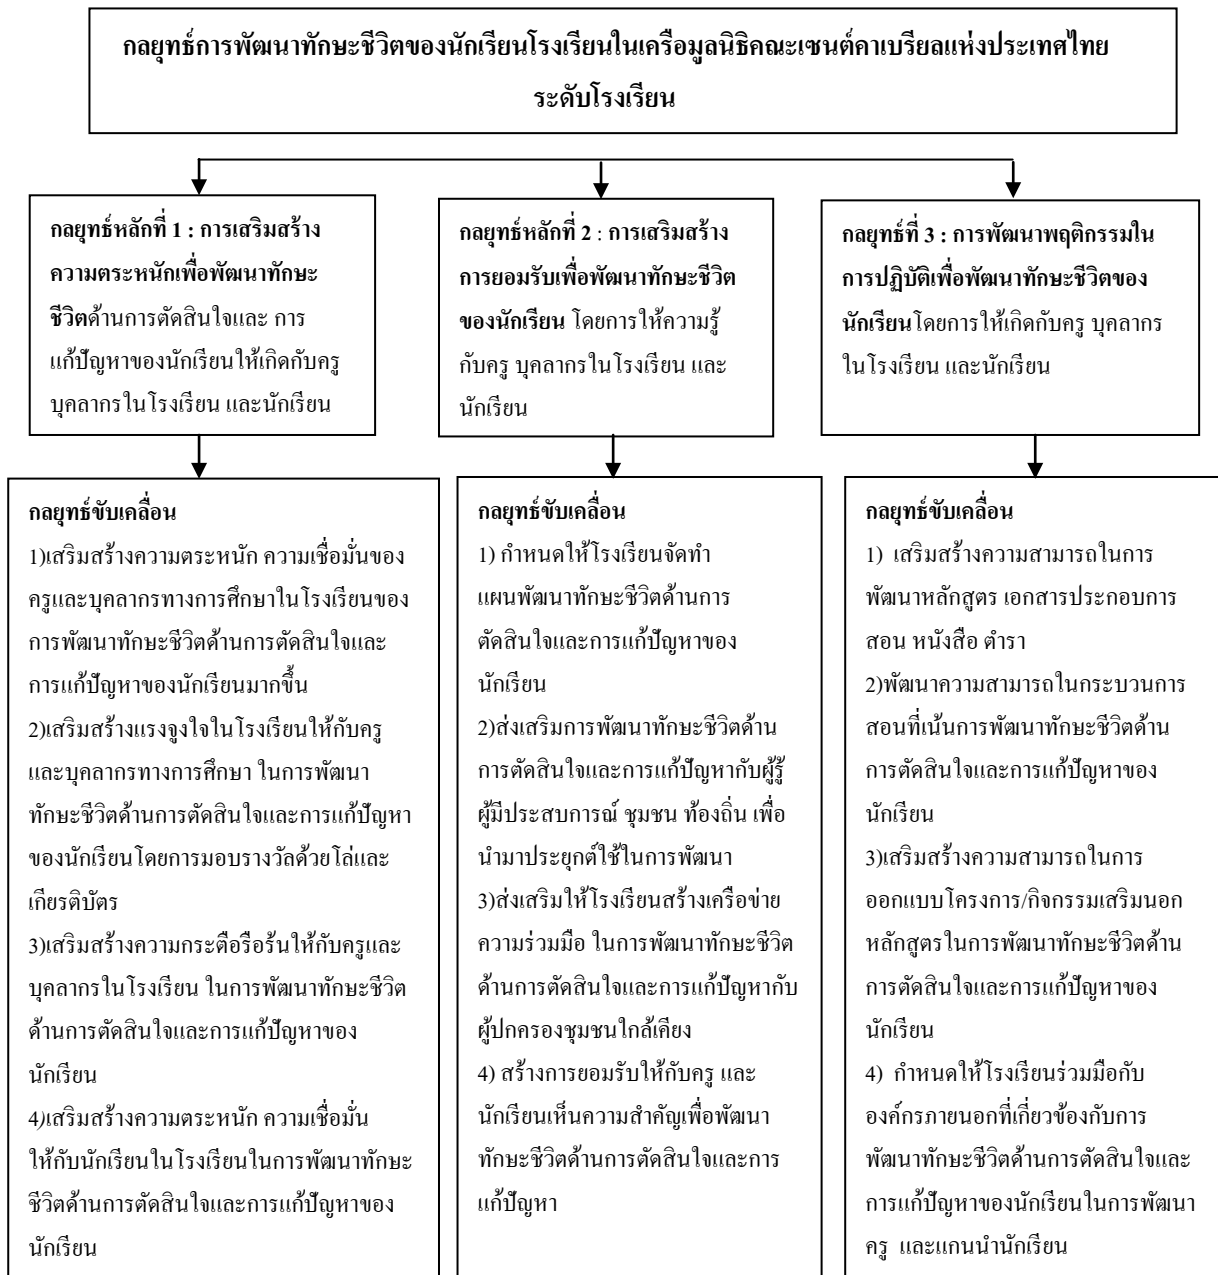 กลยุทธ์การพัฒนาทักษะชีวิตของนักเรียนโรงเรียนในเครือมูลนิธิคณะเซนต์คาเบรียลแห่งประเทศไทย
ระดับโรงเรียน
กลยุทธ์หลักที่ 1 : การเสริมสร้าง
ความตระหนักเพื่อพัฒนาทักษะ
ชีวิตด้านการตัดสินใจและ การ
แก้ปัญหาของนักเรียนให้เกิดกับครู
บุคลากรในโรงเรียน และนักเรียน
กลยุทธ์หลักที่ 2 : การเสริมสร้าง
การยอมรับเพื่อพัฒนาทักษะชีวิต
ของนักเรียน โดยการให้ความรู้
กับครู บุคลากรในโรงเรียน และ
นักเรียน
กลยุทธ์ที่ 3 : การพัฒนาพฤติกรรมใน
การปฏิบัติเพื่อพัฒนาทักษะชีวิตของ
นักเรียนโดยการให้เกิดกับครู บุคลากร
ในโรงเรียน และนักเรียน
กลยุทธ์ขับเคลื่อน
1)เสริมสร้างความตระหนัก ความเชื่อมั่นของ
ครูและบุคลากรทางการศึกษาในโรงเรียนของ
การพัฒนาทักษะชีวิตด้านการตัดสินใจและ
การแก้ปัญหาของนักเรียนมากขึ้น
2)เสริมสร้างแรงจูงใจในโรงเรียนให้กับครู
และบุคลากรทางการศึกษา ในการพัฒนา
ทักษะชีวิตด้านการตัดสินใจและการแก้ปัญหา
ของนักเรียนโดยการมอบรางวัลด้วยโล่และ
เกียรติบัตร
3)เสริมสร้างความกระตือรือร้นให้กับครูและ
บุคลากรในโรงเรียน ในการพัฒนาทักษะชีวิต
ด้านการตัดสินใจและการแก้ปัญหาของ
นักเรียน
4)เสริมสร้างความตระหนัก ความเชื่อมั่น
ให้กับนักเรียนในโรงเรียนในการพัฒนาทักษะ
ชีวิตด้านการตัดสินใจและการแก้ปัญหาของ
นักเรียน
กลยุทธ์ขับเคลื่อน
1) กำหนดให้โรงเรียนจัดทำ
แผนพัฒนาทักษะชีวิตด้านการ
ตัดสินใจและการแก้ปัญหาของ
นักเรียน
2)ส่งเสริมการพัฒนาทักษะชีวิตด้าน
การตัดสินใจและการแก้ปัญหากับผู้รู้
ผู้มีประสบการณ์ ชุมชน ท้องถิ่น เพื่อ
นำมาประยุกต์ใช้ในการพัฒนา
3)ส่งเสริมให้โรงเรียนสร้างเครือข่าย
ความร่วมมือ ในการพัฒนาทักษะชีวิต
ด้านการตัดสินใจและการแก้ปัญหากับ
ผู้ปกครองชุมชนใกล้เคียง
4) สร้างการยอมรับให้กับครู และ
นักเรียนเห็นความสำคัญเพื่อพัฒนา
ทักษะชีวิตด้านการตัดสินใจและการ
แก้ปัญหา
กลยุทธ์ขับเคลื่อน
1) เสริมสร้างความสามารถในการ
พัฒนาหลักสูตร เอกสารประกอบการ
สอน หนังสือ ตำรา
2)พัฒนาความสามารถในกระบวนการ
สอนที่เน้นการพัฒนาทักษะชีวิตด้าน
การตัดสินใจและการแก้ปัญหาของ
นักเรียน
3)เสริมสร้างความสามารถในการ
ออกแบบโครงการ/กิจกรรมเสริมนอก
หลักสูตรในการพัฒนาทักษะชีวิตด้าน
การตัดสินใจและการแก้ปัญหาของ
นักเรียน
4) กำหนดให้โรงเรียนร่วมมือกับ
องค์กรภายนอกที่เกี่ยวข้องกับการ
พัฒนาทักษะชีวิตด้านการตัดสินใจและ
การแก้ปัญหาของนักเรียนในการพัฒนา
ครู และแกนนำนักเรียน